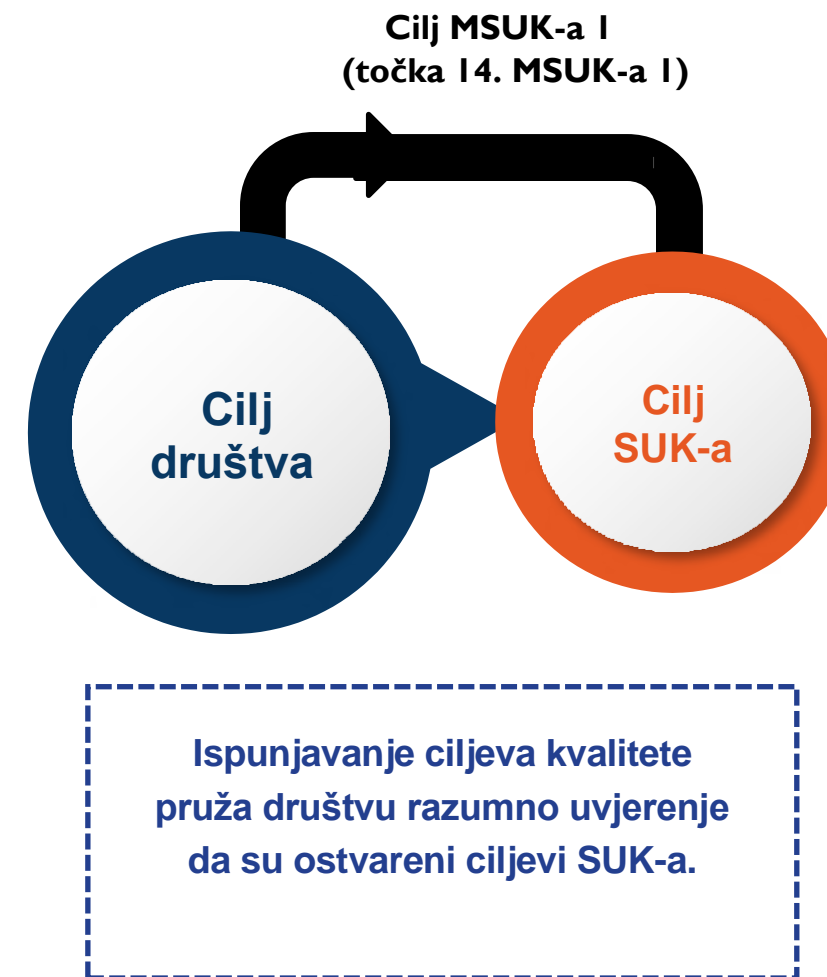 Cilj MSUK-a 1
(točka 14. MSUK-a 1)
Cilj
društva
Cilj
SUK-a
Ispunjavanje ciljeva kvalitete
pruža društvu razumno uvjerenje
da su ostvareni ciljevi SUK-a.